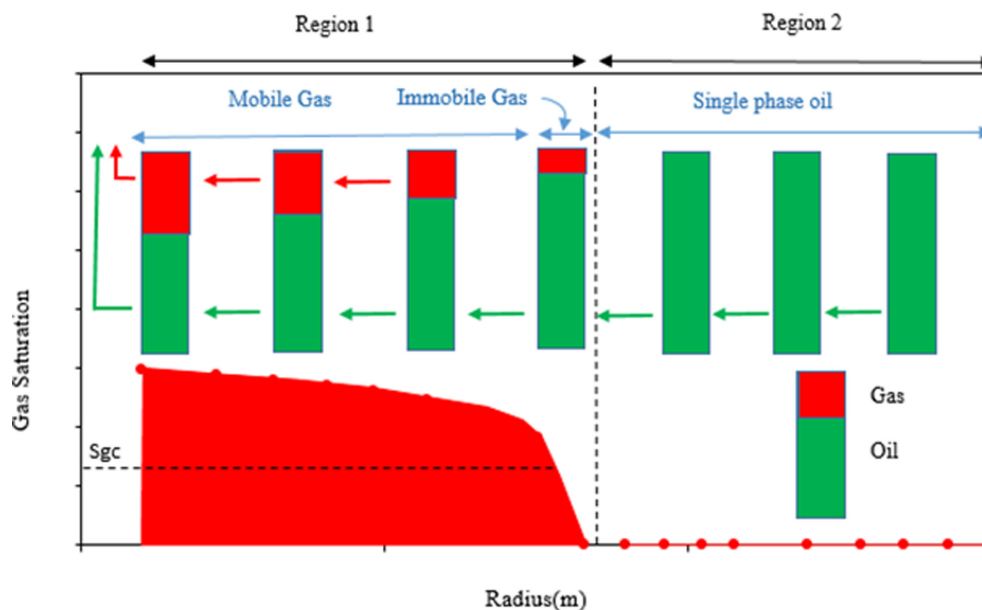 Region 1
Region 2
Mobile Gas
Immobile Gas
Single phase oil
Gas Saturation
Sgc
Gas
Oil
Radius(m)